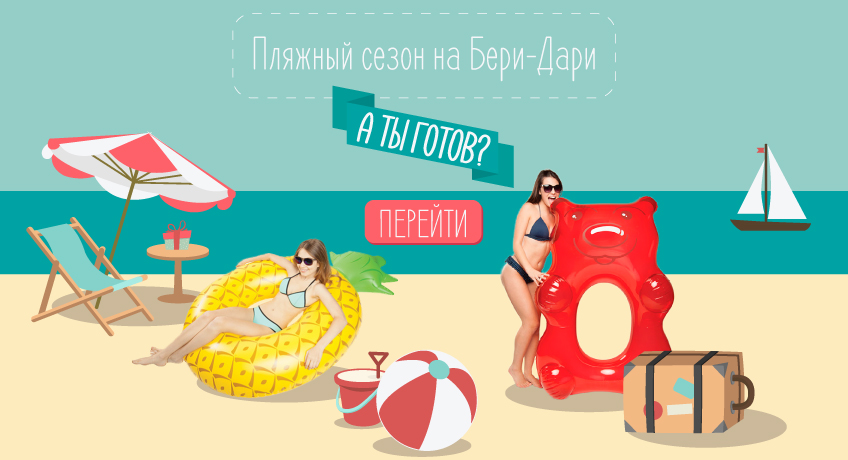 Пляжный сезон на Бери-Дари
А ТЫ ГОТОВ?
ПЕРЕЙТИ